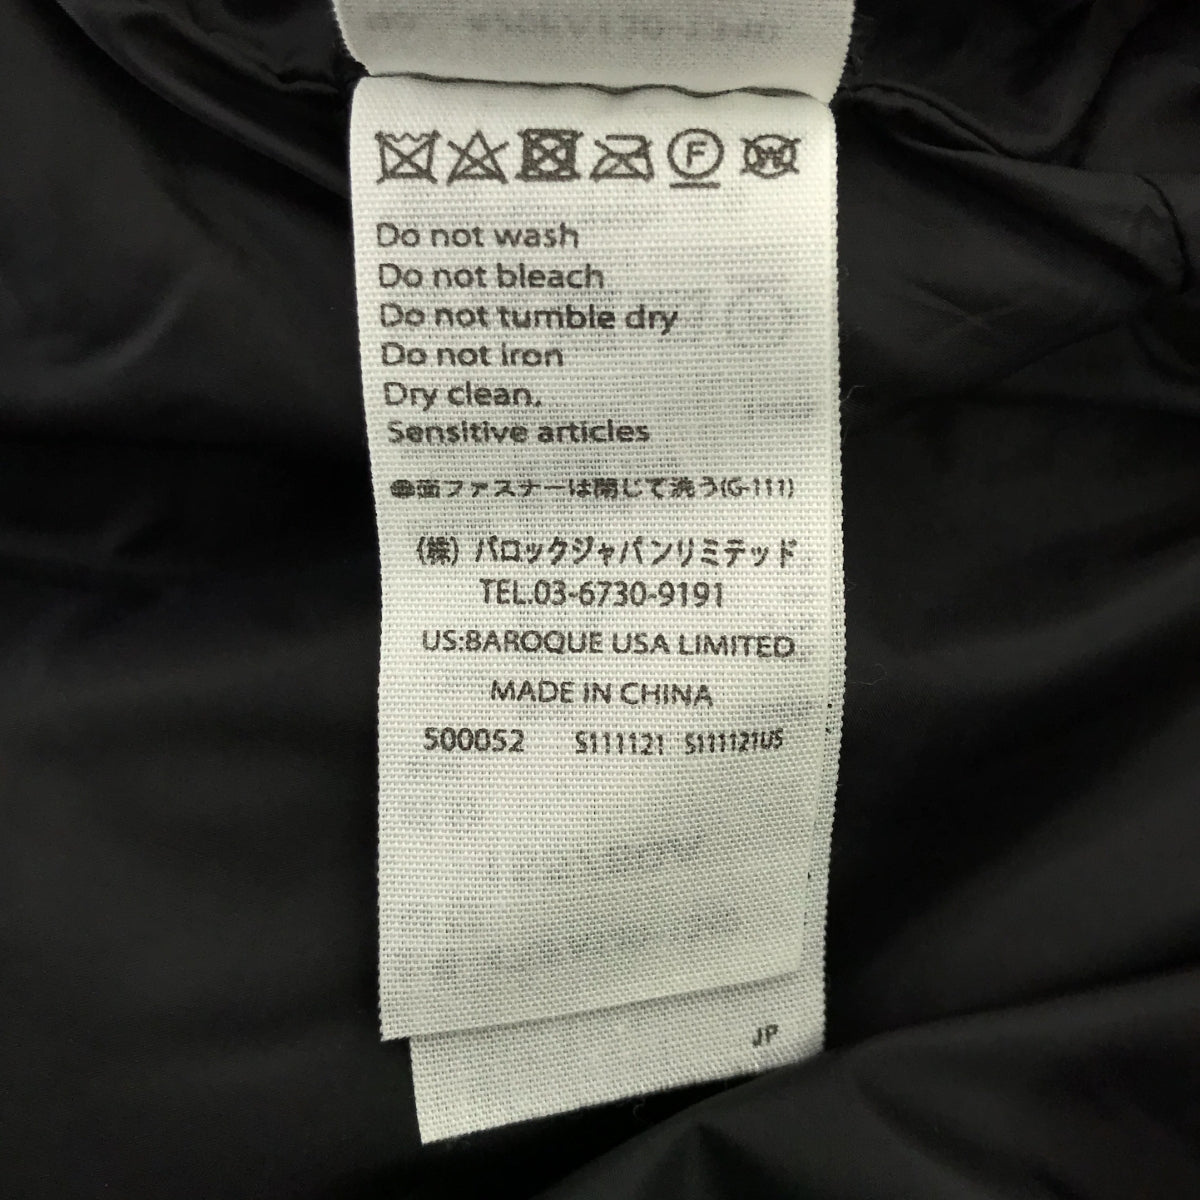 F W
Do not wash
Do not bleach
Do not tumble dry
Do not iron
Dry clean.
Sensitive articles
●面ファスナーは閉じて洗う(G-111)
(株) バロックジャパンリミテッド
TEL.03-6730-9191
US:BAROQUE USA LIMITED
MADE IN CHINA
500052 S111121 S111121US
JP